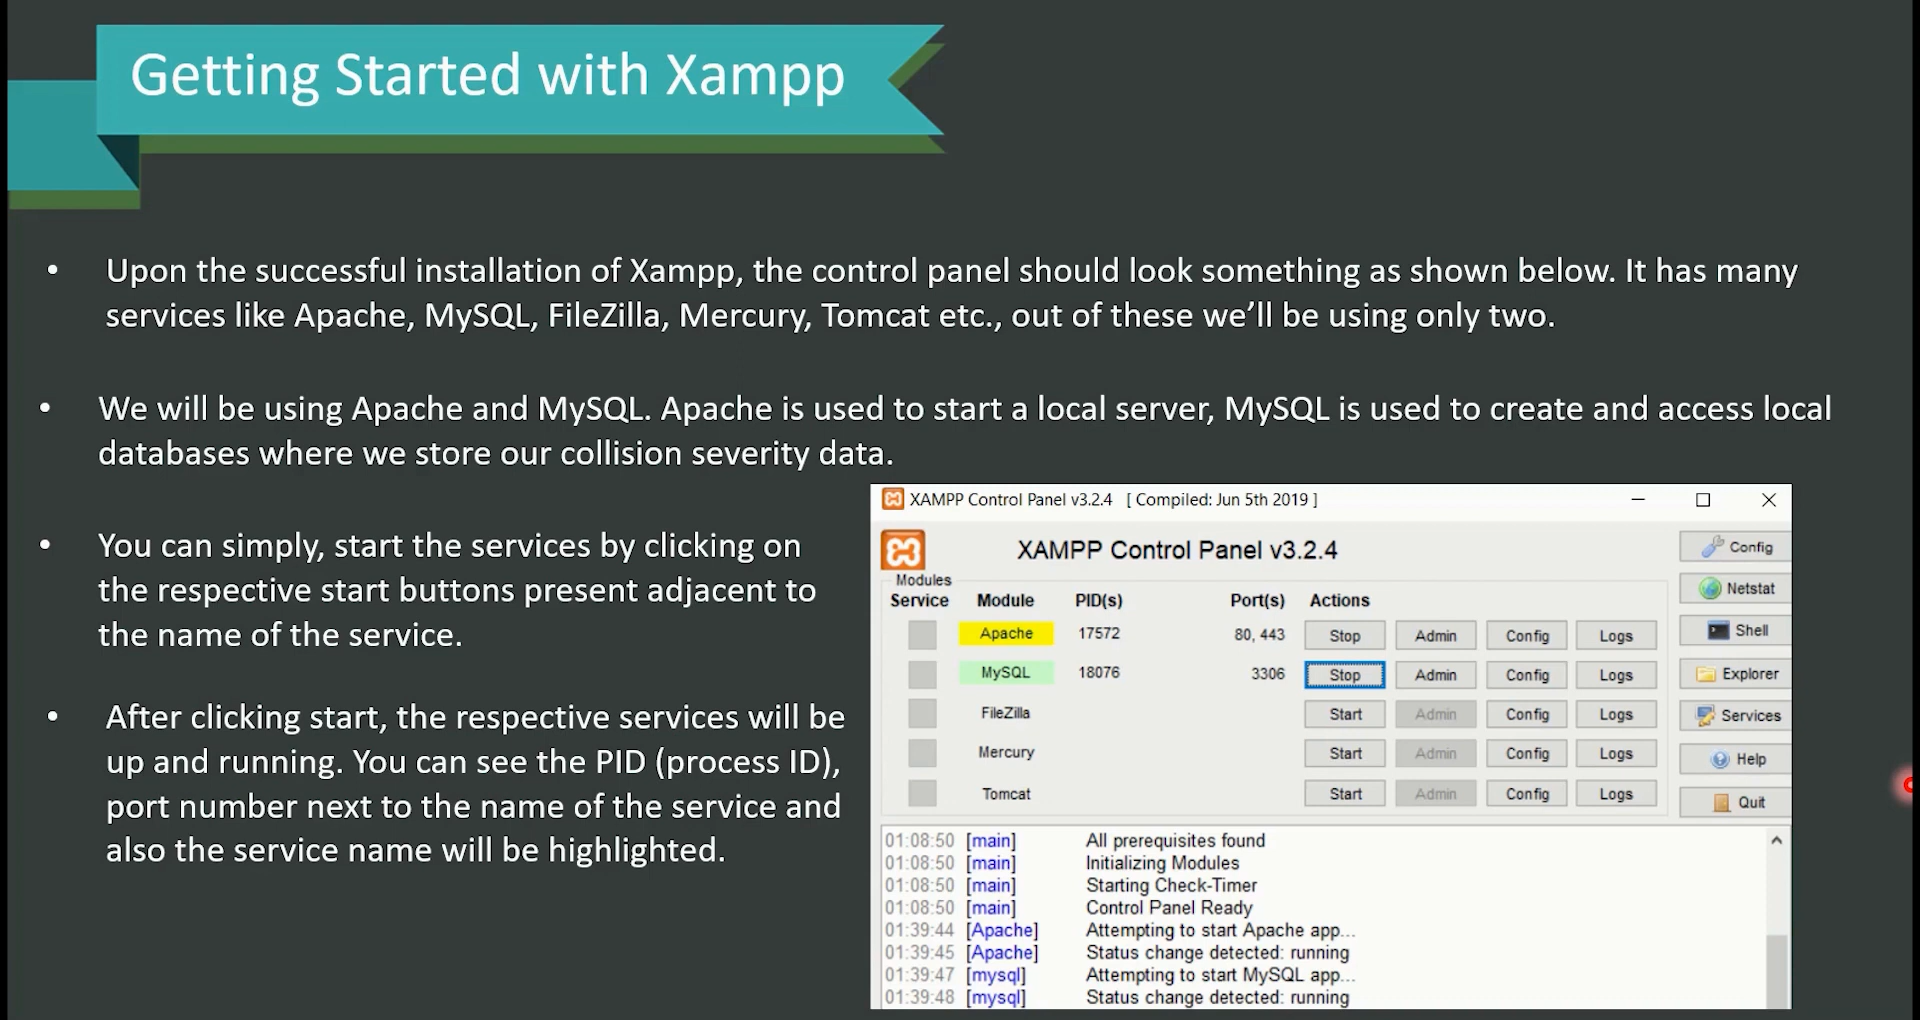 Getting Started with Xampp
• Upon the successful installation of Xampp, the control panel should look something as shown below. It has many
services like Apache, MySQL, FileZilla, Mercury, Tomcat etc., out of these we’ll be using only two.
• We will be using Apache and MySQL. Apache is used to start a local server, MySQL is used to create and access local
databases where we store our collision severity data.
• You can simply, start the services by clicking on
the respective start buttons present adjacent to
the name of the service.
• After clicking start, the respective services will be
up and running. You can see the PID (process ID),
port number next to the name of the service and
also the service name will be highlighted.
XAMPP Control Panel v3.2.4 [ Compiled: Jun 5th 2019 ]
XAMPP Control Panel v3.2.4 Config
Modules
Service Module PID(s) Port(s) Actions Netstat
Apache 17572 80, 443 Stop Admin Config Logs Shell
MySQL 18076 3306 Stop Admin Config Logs Explorer
FileZilla Start Admin Config Logs Services
Mercury Start Admin Config Logs Help
Tomcat Start Admin Config Logs Quit
01:08:50 [main] All prerequisites found
01:08:50 [main] Initializing Modules
01:08:50 [main] Starting Check-Timer
01:08:50 [main] Control Panel Ready
01:39:44 [Apache] Attempting to start Apache app...
01:39:45 [Apache] Status change detected: running
01:39:47 [mysql] Attempting to start MySQL app...
01:39:48 [mysql] Status change detected: running